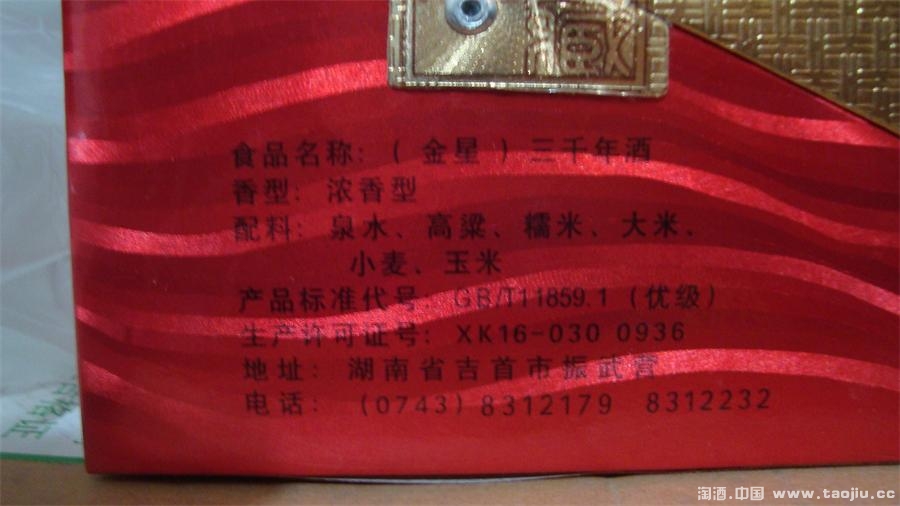 食品名称:(金星)三千年酒
香型:浓香型
配料:泉水、高粱、糯米、大米、
小麦、玉米
产品标准代号:GB/T11859.1(优级)
生产许可证号:XK16-030 0936
地址:湖南省吉首市振武营
电话:(0743)8312179 8312232
淘酒.中国 www.taojiu.cc